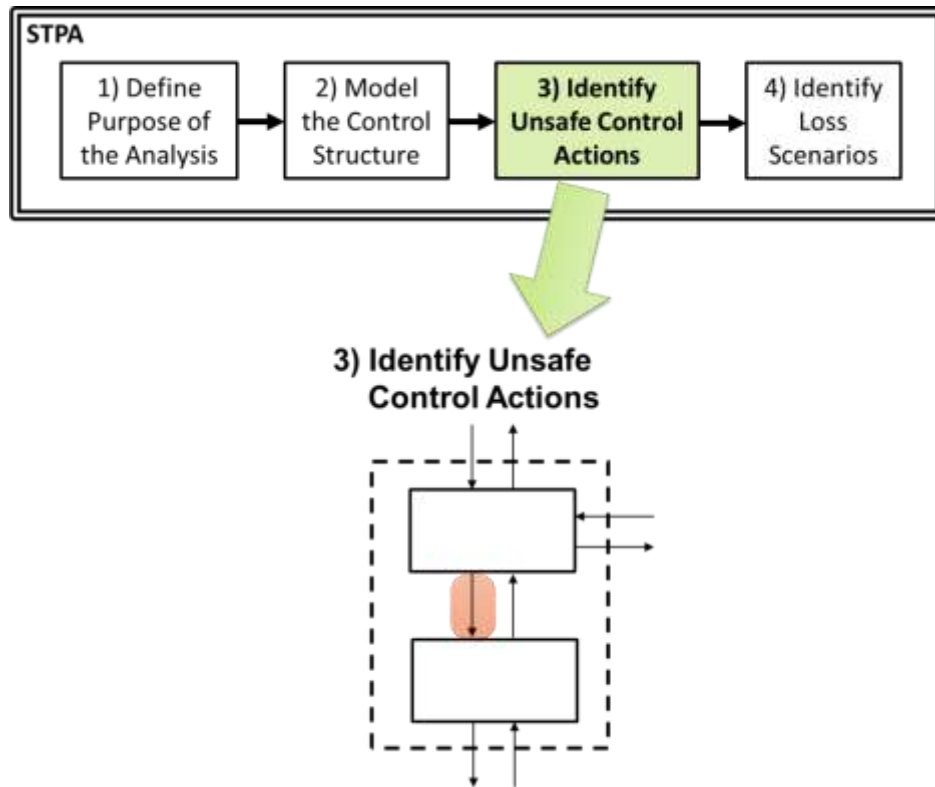 STPA
1) Define
Purpose of
the Analysis
2) Model
the Control
Structure
3) Identify
Unsafe Control
Actions
4) Identify
Loss
Scenarios
3) Identify Unsafe
Control Actions